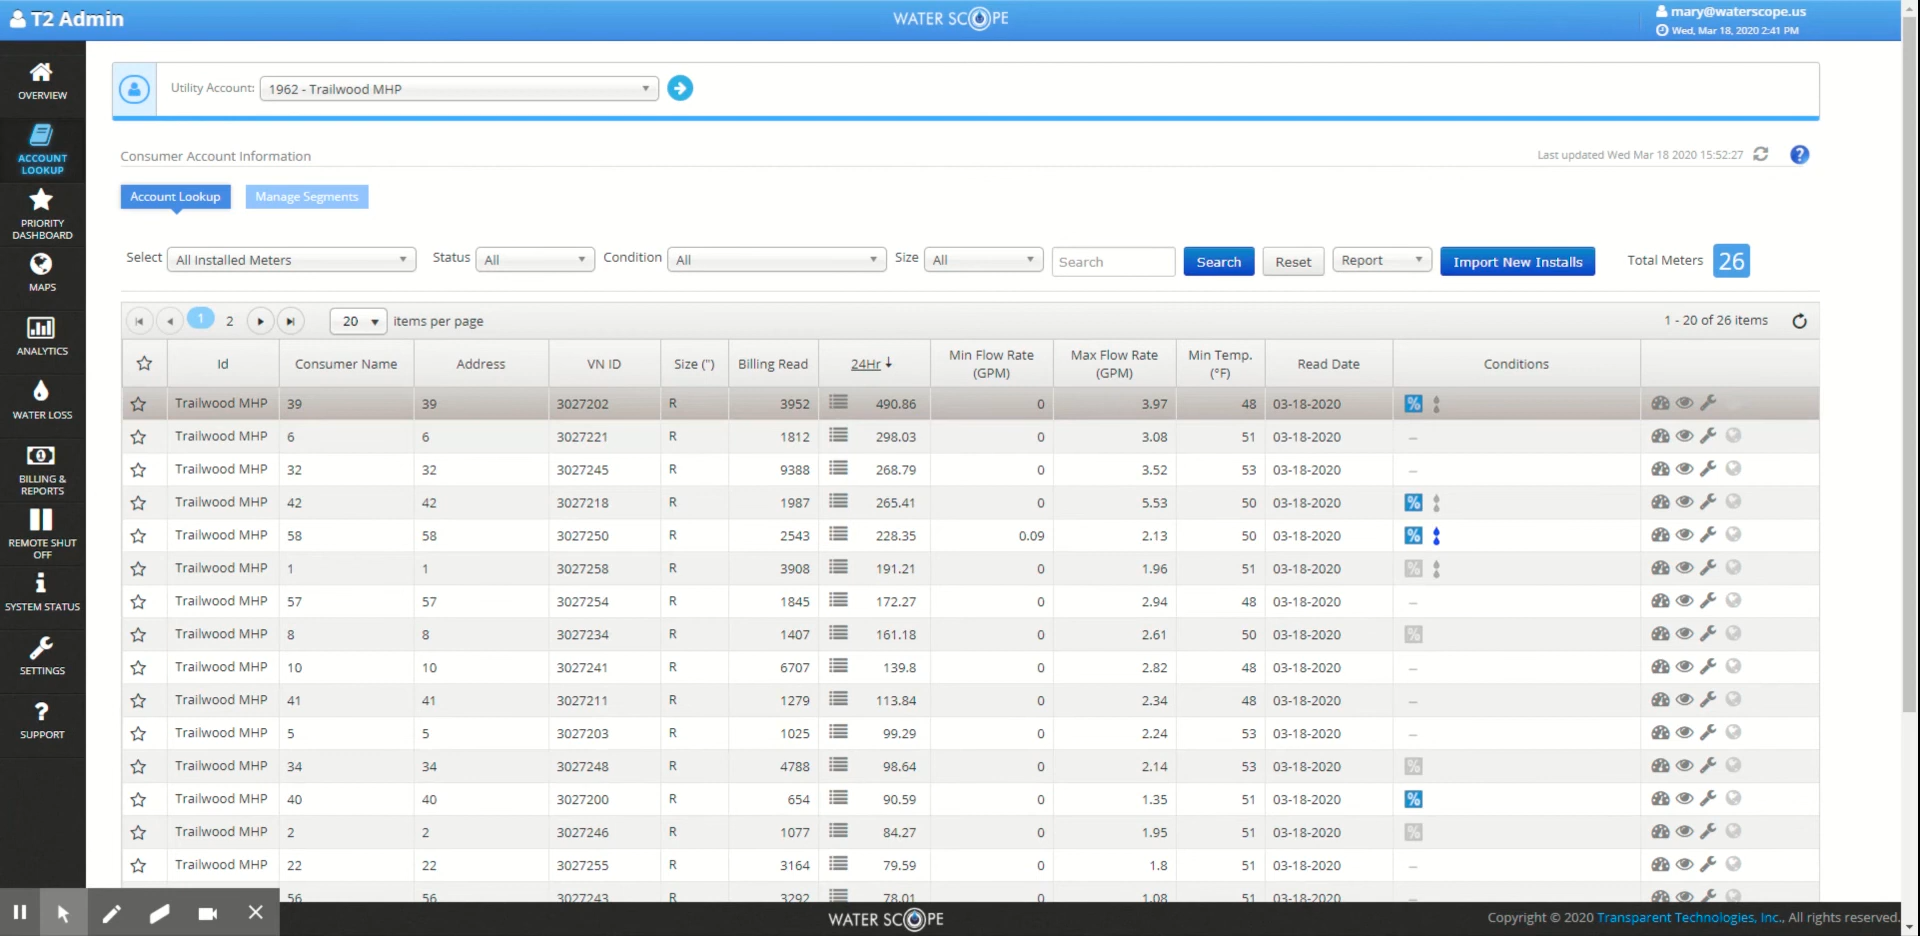 T2 Admin
WATER SCOPE
mary@waterscope.us
Wed, Mar 18, 2020 2:41 PM
OVERVIEW
ACCOUNT
LOOKUP
PRIORITY
DASHBOARD
MAPS
ANALYTICS
WATER LOSS
BILLING &
REPORTS
REMOTE SHUT
OFF
SYSTEM STATUS
SETTINGS
SUPPORT
Utility Account: 1962 - Trailwood MHP
Consumer Account Information
Last updated Wed Mar 18 2020 15:52:27
Account Lookup Manage Segments
Select All Installed Meters Status All Condition All Size All Search Search Reset Report Import New Installs Total Meters 26
1 2 20 items per page 1 - 20 of 26 items
Id Consumer Name Address VN ID Size (") Billing Read 24Hr Min Flow Rate (GPM) Max Flow Rate (GPM) Min Temp. (°F) Read Date Conditions
Trailwood MHP 39 39 3027202 R 3952 490.86 0 3.97 48 03-18-2020 %
Trailwood MHP 6 6 3027221 R 1812 298.03 0 3.08 51 03-18-2020 –
Trailwood MHP 32 32 3027245 R 9388 268.79 0 3.52 53 03-18-2020 –
Trailwood MHP 42 42 3027218 R 1987 265.41 0 5.53 50 03-18-2020 %
Trailwood MHP 58 58 3027250 R 2543 228.35 0.09 2.13 50 03-18-2020 %
Trailwood MHP 1 1 3027258 R 3908 191.21 0 1.96 51 03-18-2020 %
Trailwood MHP 57 57 3027254 R 1845 172.27 0 2.94 48 03-18-2020 –
Trailwood MHP 8 8 3027234 R 1407 161.18 0 2.61 50 03-18-2020 %
Trailwood MHP 10 10 3027241 R 6707 139.8 0 2.82 48 03-18-2020 –
Trailwood MHP 41 41 3027211 R 1279 113.84 0 2.34 48 03-18-2020 –
Trailwood MHP 5 5 3027203 R 1025 99.29 0 2.24 53 03-18-2020 –
Trailwood MHP 34 34 3027248 R 4788 98.64 0 2.14 53 03-18-2020 %
Trailwood MHP 40 40 3027200 R 654 90.59 0 1.35 51 03-18-2020 %
Trailwood MHP 2 2 3027246 R 1077 84.27 0 1.95 51 03-18-2020 %
Trailwood MHP 22 22 3027255 R 3164 79.59 0 1.8 51 03-18-2020 –
56 56 3027243 R 3292 78.01 0 1.08 51 03-18-2020 –
WATER SCOPE
Copyright © 2020 Transparent Technologies, Inc., All rights reserved.